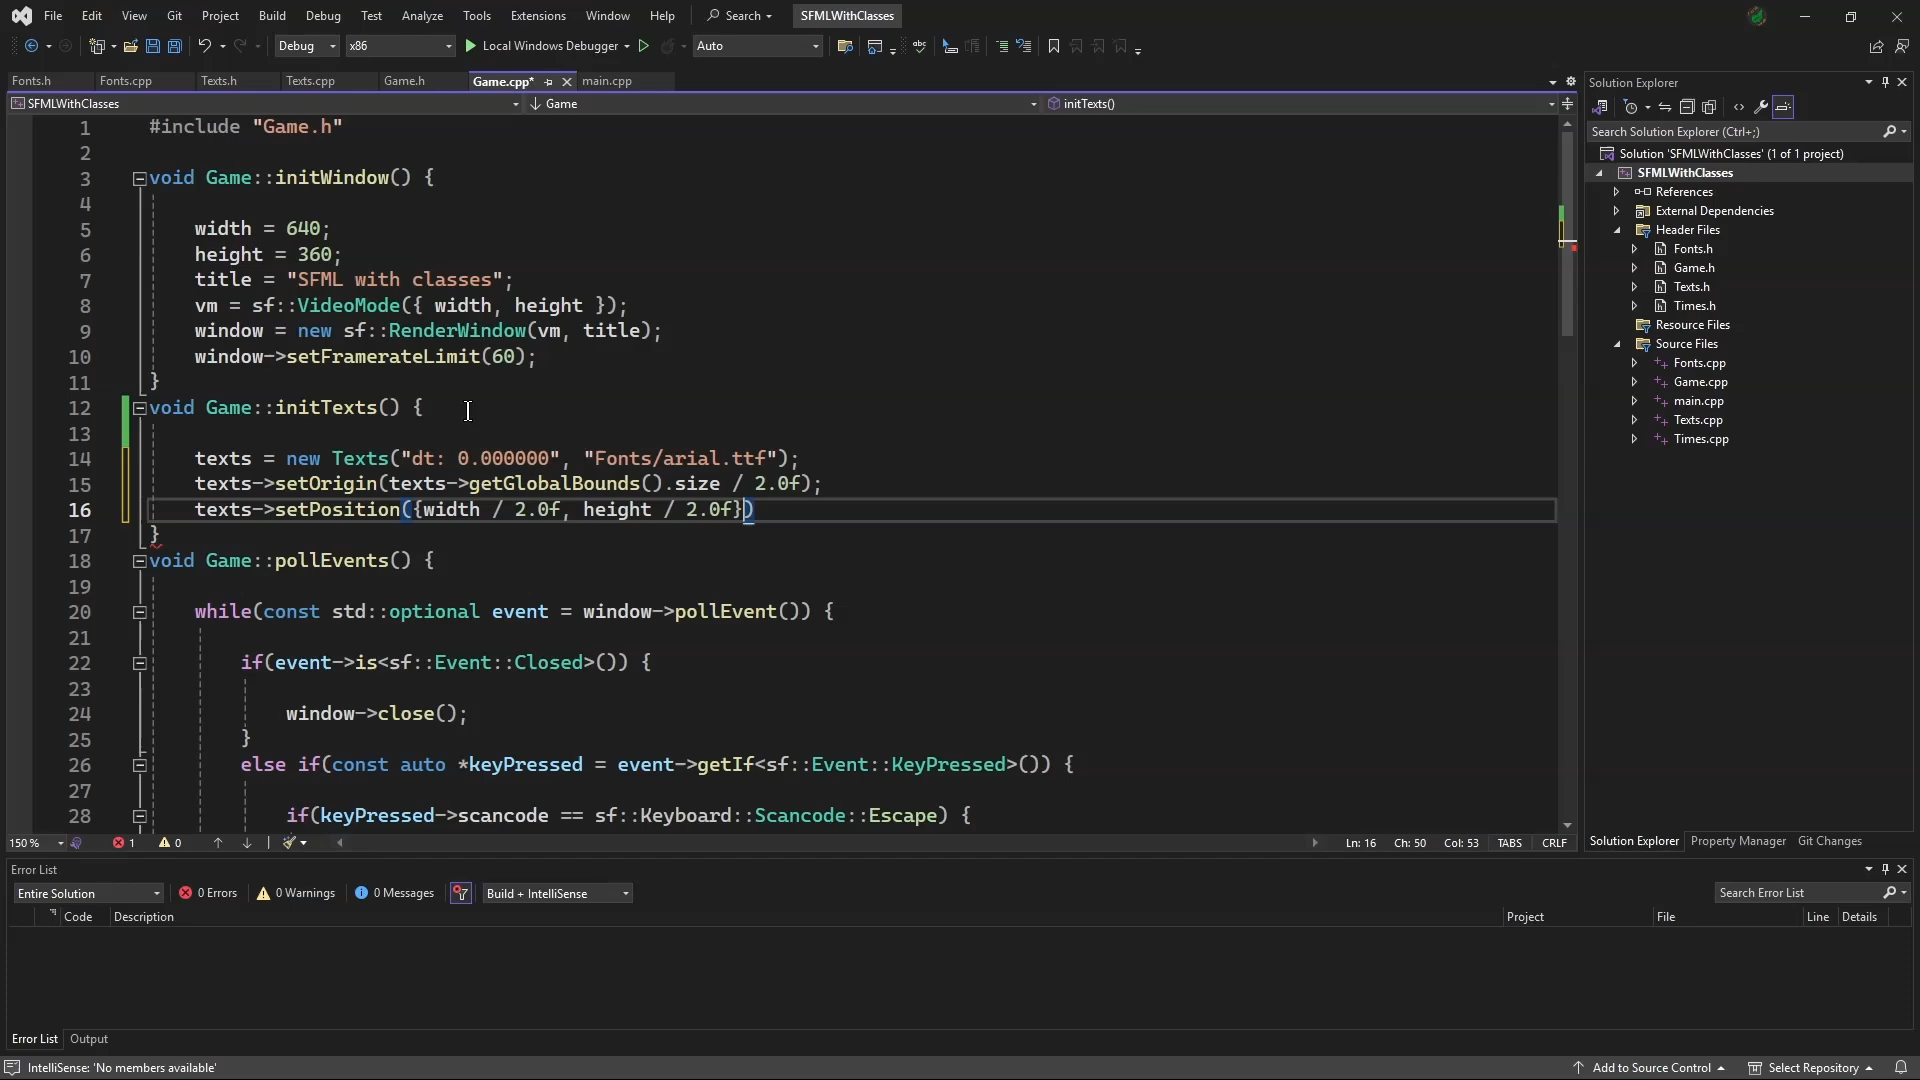 File Edit View Git Project Build Debug Test Analyze Tools Extensions Window Help Search SFMLWithClasses
Debug x86 Local Windows Debugger Auto
Fonts.h Fonts.cpp Texts.h Texts.cpp Game.h Game.cpp* main.cpp
SFMLWithClasses Game initTexts()
1 #include "Game.h"
2
3 void Game::initWindow() {
4
5 width = 640;
6 height = 360;
7 title = "SFML with classes";
8 vm = sf::VideoMode({ width, height });
9 window = new sf::RenderWindow(vm, title);
10 window->setFramerateLimit(60);
11 }
12 void Game::initTexts() {
13
14 texts = new Texts("dt: 0.000000", "Fonts/arial.ttf");
15 texts->setOrigin(texts->getGlobalBounds().size / 2.0f);
16 texts->setPosition({width / 2.0f, height / 2.0f})
17 }
18 void Game::pollEvents() {
19
20 while(const std::optional event = window->pollEvent()) {
21
22 if(event->is<sf::Event::Closed>()) {
23
24 window->close();
25 }
26 else if(const auto *keyPressed = event->getIf<sf::Event::KeyPressed>()) {
27
28 if(keyPressed->scancode == sf::Keyboard::Scancode::Escape) {
150 % 1 0 Ln: 16 Ch: 50 Col: 53 TABS CRLF
Solution Explorer
Search Solution Explorer (Ctrl+;)
Solution 'SFMLWithClasses' (1 of 1 project)
SFMLWithClasses
References
External Dependencies
Header Files
Fonts.h
Game.h
Texts.h
Times.h
Resource Files
Source Files
Fonts.cpp
Game.cpp
main.cpp
Texts.cpp
Times.cpp
Solution Explorer Property Manager Git Changes
Error List
Entire Solution 0 Errors 0 Warnings 0 Messages Build + IntelliSense Search Error List
Code Description Project File Line Details
Error List Output
IntelliSense: 'No members available' Add to Source Control Select Repository